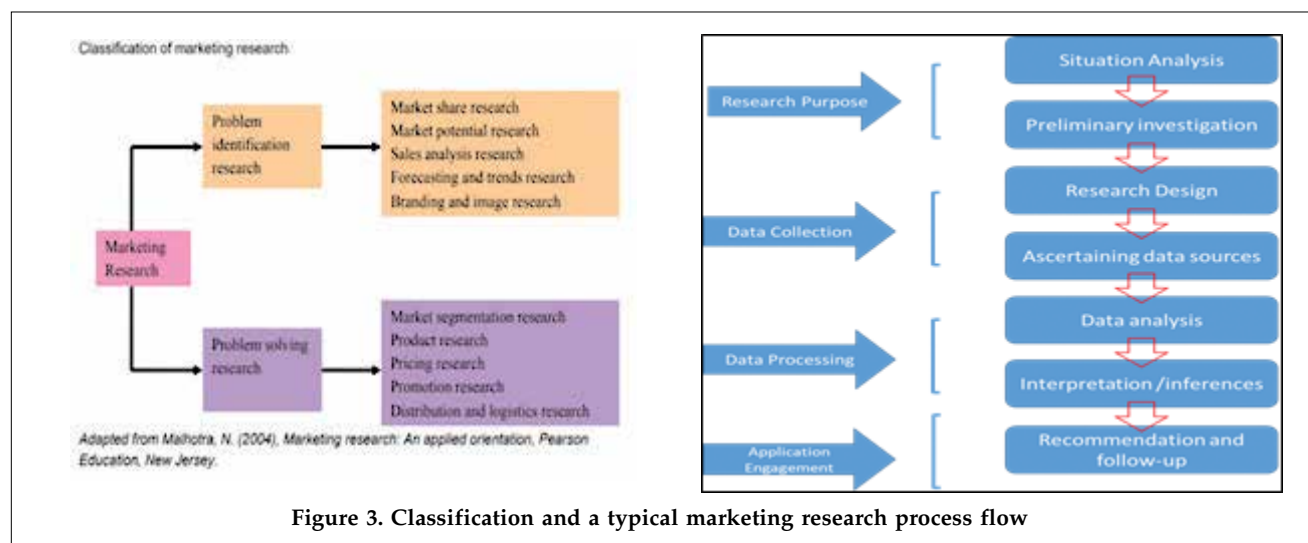 Classification of marketing research
Problem
identification
research
Market share research
Market potential research
Sales analysis research
Forecasting and trends research
Branding and image research
Marketing
Research
Problem solving
research
Market segmentation research
Product research
Pricing research
Promotion research
Distribution and logistics research
Adapted from Malhotra, N. (2004), Marketing research: An applied orientation, Pearson
Education, New Jersey.
Research Purpose
Situation Analysis
Preliminary investigation
Data Collection
Research Design
Ascertaining data sources
Data Processing
Data analysis
Interpretation /inferences
Application
Engagement
Recommendation and
follow-up
Figure 3. Classification and a typical marketing research process flow